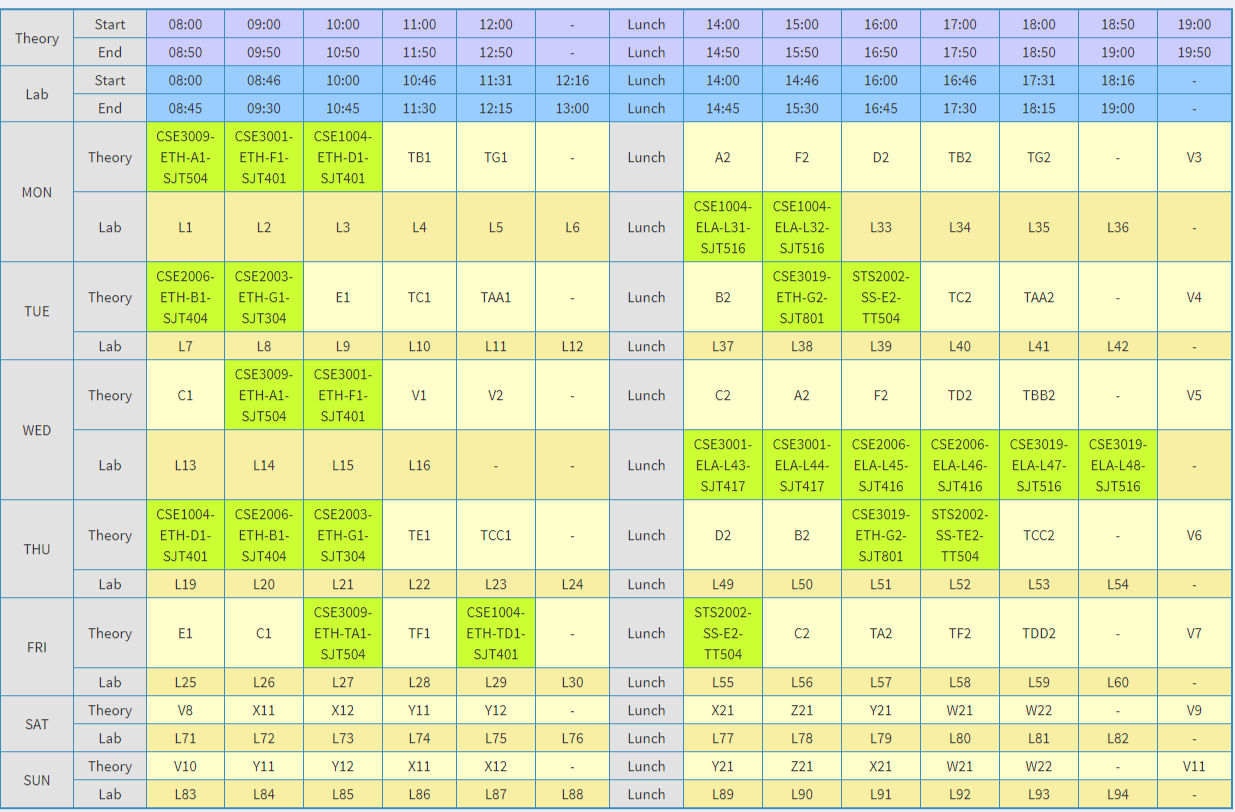 Theory Start 08:00 09:00 10:00 11:00 12:00 - Lunch 14:00 15:00 16:00 17:00 18:00 18:50 19:00
End 08:50 09:50 10:50 11:50 12:50 - Lunch 14:50 15:50 16:50 17:50 18:50 19:00 19:50
Lab Start 08:00 08:46 10:00 10:46 11:31 12:16 Lunch 14:00 14:46 16:00 16:46 17:31 18:16 -
End 08:45 09:30 10:45 11:30 12:15 13:00 Lunch 14:45 15:30 16:45 17:30 18:15 19:00 -
MON Theory CSE3009-ETH-A1-SJT504 CSE3001-ETH-F1-SJT401 CSE1004-ETH-D1-SJT401 TB1 TG1 - Lunch A2 F2 D2 TB2 TG2 - V3
Lab L1 L2 L3 L4 L5 L6 Lunch CSE1004-ELA-L31-SJT516 CSE1004-ELA-L32-SJT516 L33 L34 L35 L36 -
TUE Theory CSE2006-ETH-B1-SJT404 CSE2003-ETH-G1-SJT304 E1 TC1 TAA1 - Lunch B2 CSE3019-ETH-G2-SJT801 STS2002-SS-E2-TT504 TC2 TAA2 - V4
Lab L7 L8 L9 L10 L11 L12 Lunch L37 L38 L39 L40 L41 L42 -
WED Theory C1 CSE3009-ETH-A1-SJT504 CSE3001-ETH-F1-SJT401 V1 V2 - Lunch C2 A2 F2 TD2 TBB2 - V5
Lab L13 L14 L15 L16 - - Lunch CSE3001-ELA-L43-SJT417 CSE3001-ELA-L44-SJT417 CSE2006-ELA-L45-SJT416 CSE2006-ELA-L46-SJT416 CSE3019-ELA-L47-SJT516 CSE3019-ELA-L48-SJT516 -
THU Theory CSE1004-ETH-D1-SJT401 CSE2006-ETH-B1-SJT404 CSE2003-ETH-G1-SJT304 TE1 TCC1 - Lunch D2 B2 CSE3019-ETH-G2-SJT801 STS2002-SS-TE2-TT504 TCC2 - V6
Lab L19 L20 L21 L22 L23 L24 Lunch L49 L50 L51 L52 L53 L54 -
FRI Theory E1 C1 CSE3009-ETH-TA1-SJT504 TF1 CSE1004-ETH-TD1-SJT401 - Lunch STS2002-SS-E2-TT504 C2 TA2 TF2 TDD2 - V7
Lab L25 L26 L27 L28 L29 L30 Lunch L55 L56 L57 L58 L59 L60 -
SAT Theory V8 X11 X12 Y11 Y12 - Lunch X21 Z21 Y21 W21 W22 - V9
Lab L71 L72 L73 L74 L75 L76 Lunch L77 L78 L79 L80 L81 L82 -
SUN Theory V10 Y11 Y12 X11 X12 - Lunch Y21 Z21 X21 W21 W22 - V11
Lab L83 L84 L85 L86 L87 L88 Lunch L89 L90 L91 L92 L93 L94 -